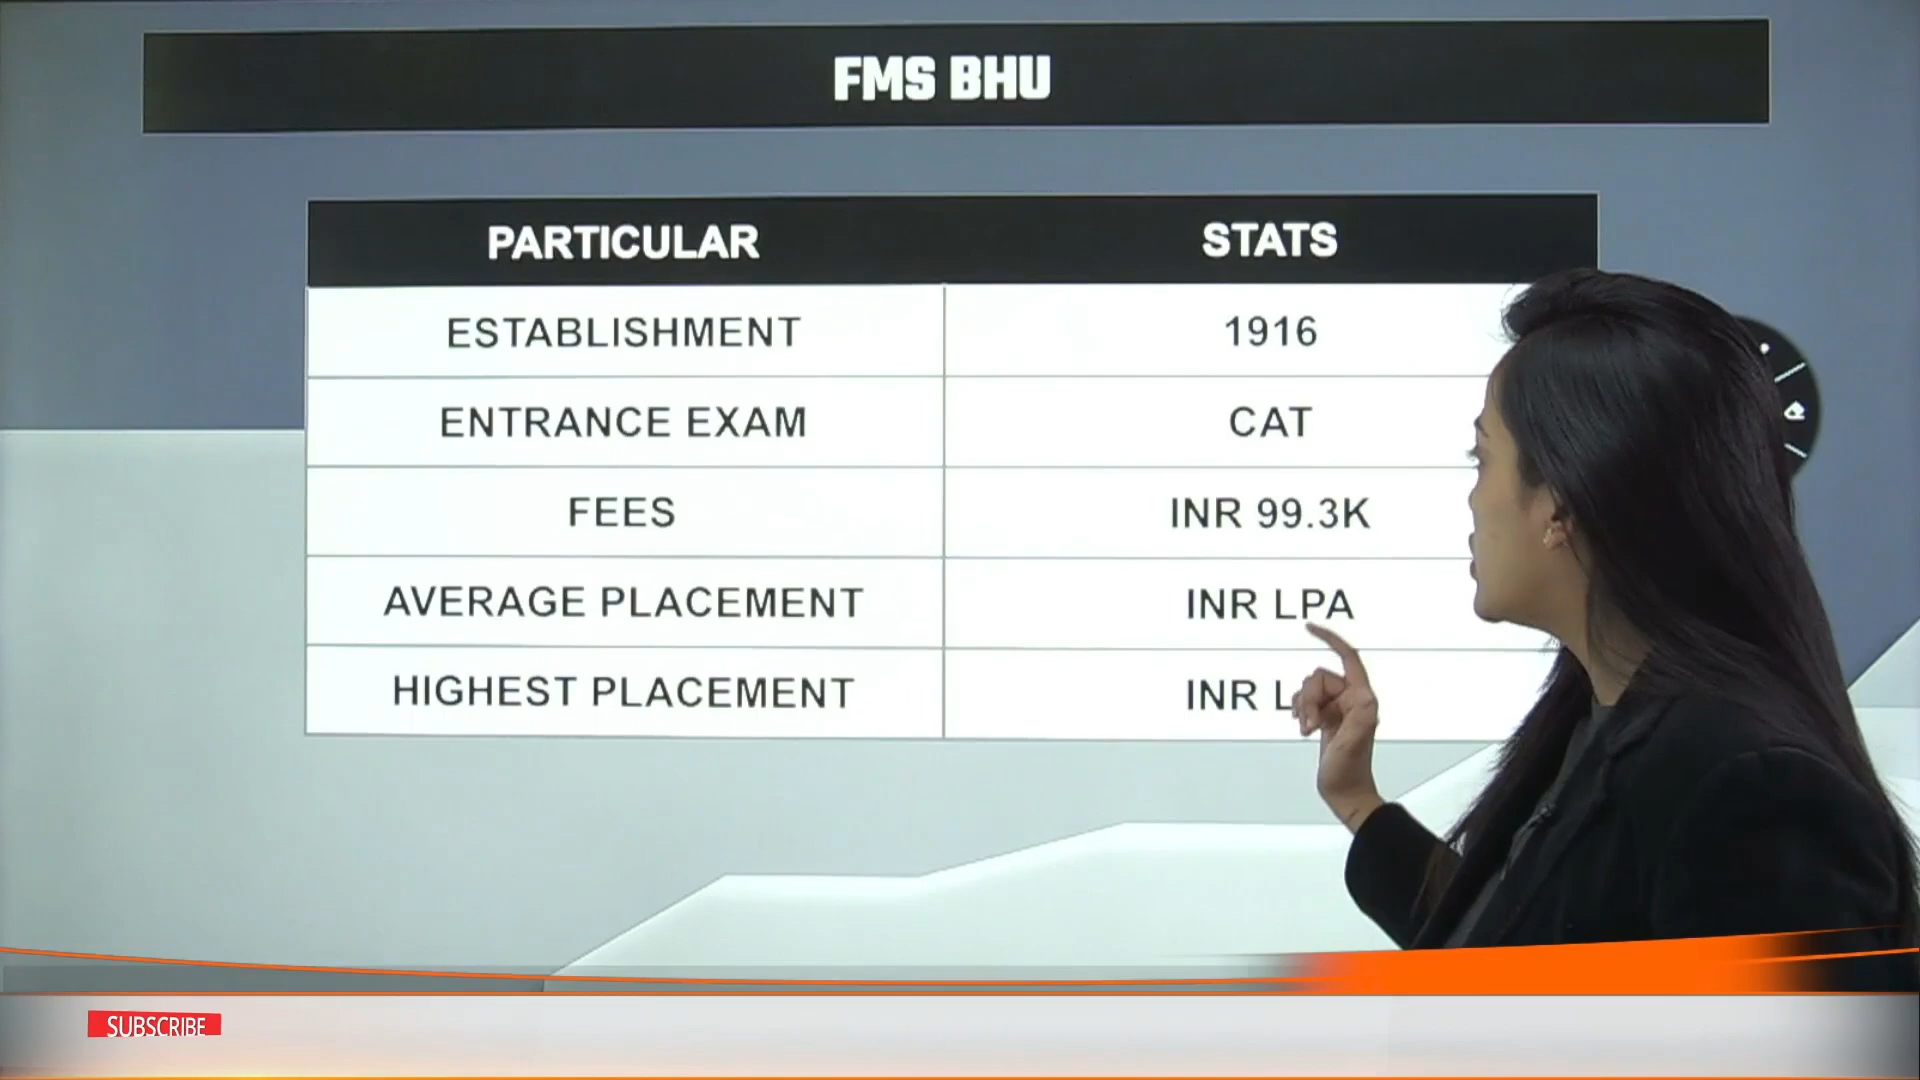 FMS BHU
PARTICULAR STATS
ESTABLISHMENT 1916
ENTRANCE EXAM CAT
FEES INR 99.3K
AVERAGE PLACEMENT INR LPA
HIGHEST PLACEMENT INR
SUBSCRIBE